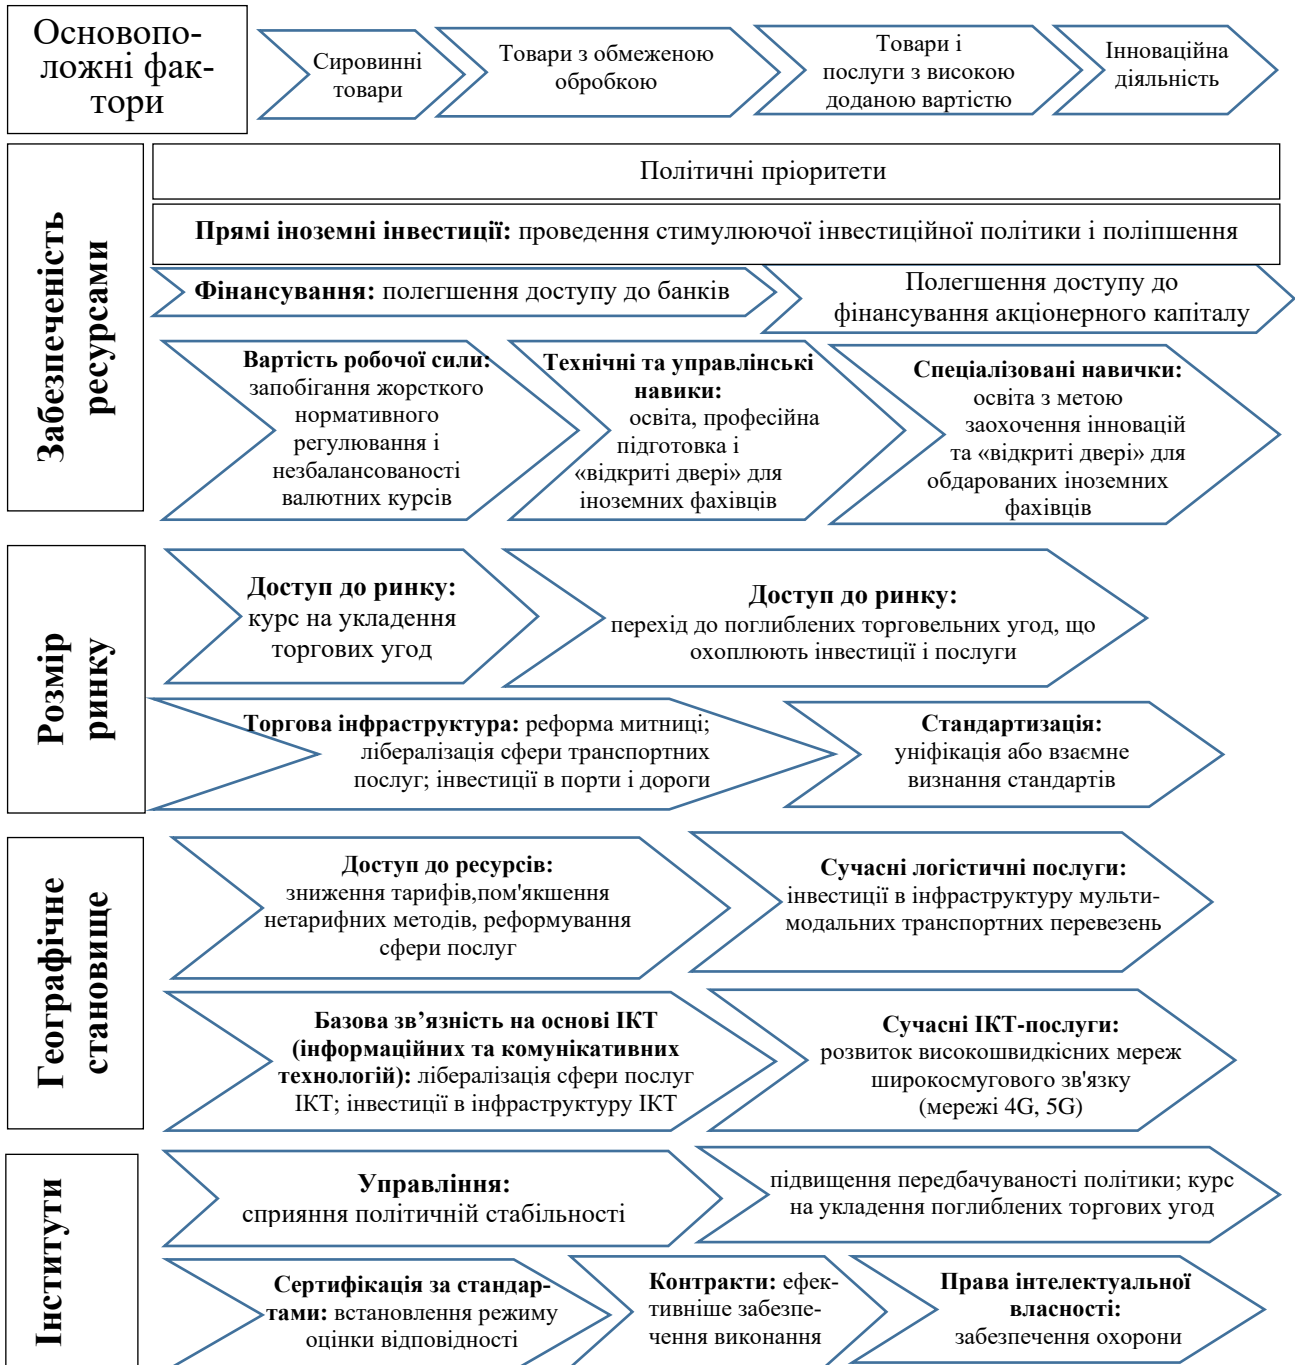 Основопо-
ложні фак-
тори
Сировинні
товари
Товари з обмеженою
обробкою
Товари і
послуги з високою
доданою вартістю
Інноваційна
діяльність
Забезпеченість
ресурсами
Політичні пріоритети
Прямі іноземні інвестиції: проведення стимулюючої інвестиційної політики і поліпшення
Фінансування: полегшення доступу до банків
Полегшення доступу до
фінансування акціонерного капіталу
Вартість робочої сили:
запобігання жорсткого
нормативного
регулювання і
незбалансованості
валютних курсів
Технічні та управлінські
навики:
освіта, професійна
підготовка і
«відкриті двері» для
іноземних фахівців
Спеціалізовані навички:
освіта з метою
заохочення інновацій
та «відкриті двері» для
обдарованих іноземних
фахівців
Розмір
ринку
Доступ до ринку:
курс на укладення
торгових угод
Доступ до ринку:
перехід до поглиблених торговельних угод, що
охоплюють інвестиції і послуги
Торгова інфраструктура: реформа митниці;
лібералізація сфери транспортних
послуг; інвестиції в порти і дороги
Стандартизація:
уніфікація або взаємне
визнання стандартів
Географічне
становище
Доступ до ресурсів:
зниження тарифів,пом'якшення
нетарифних методів, реформування
сфери послуг
Сучасні логістичні послуги:
інвестиції в інфраструктуру мульти-
модальних транспортних перевезень
Базова зв’язність на основі ІКТ
(інформаційних та комунікативних
технологій): лібералізація сфери послуг
ІКТ; інвестиції в інфраструктуру ІКТ
Сучасні ІКТ-послуги:
розвиток високошвидкісних мереж
широкосмугового зв'язку
(мережі 4G, 5G)
Інститути
Управління:
сприяння політичній стабільності
підвищення передбачуваності політики; курс
на укладення поглиблених торгових угод
Сертифікація за стандар-
тами: встановлення режиму
оцінки відповідності
Контракти: ефек-
тивніше забезпе-
чення виконання
Права інтелектуальної
власності:
забезпечення охорони